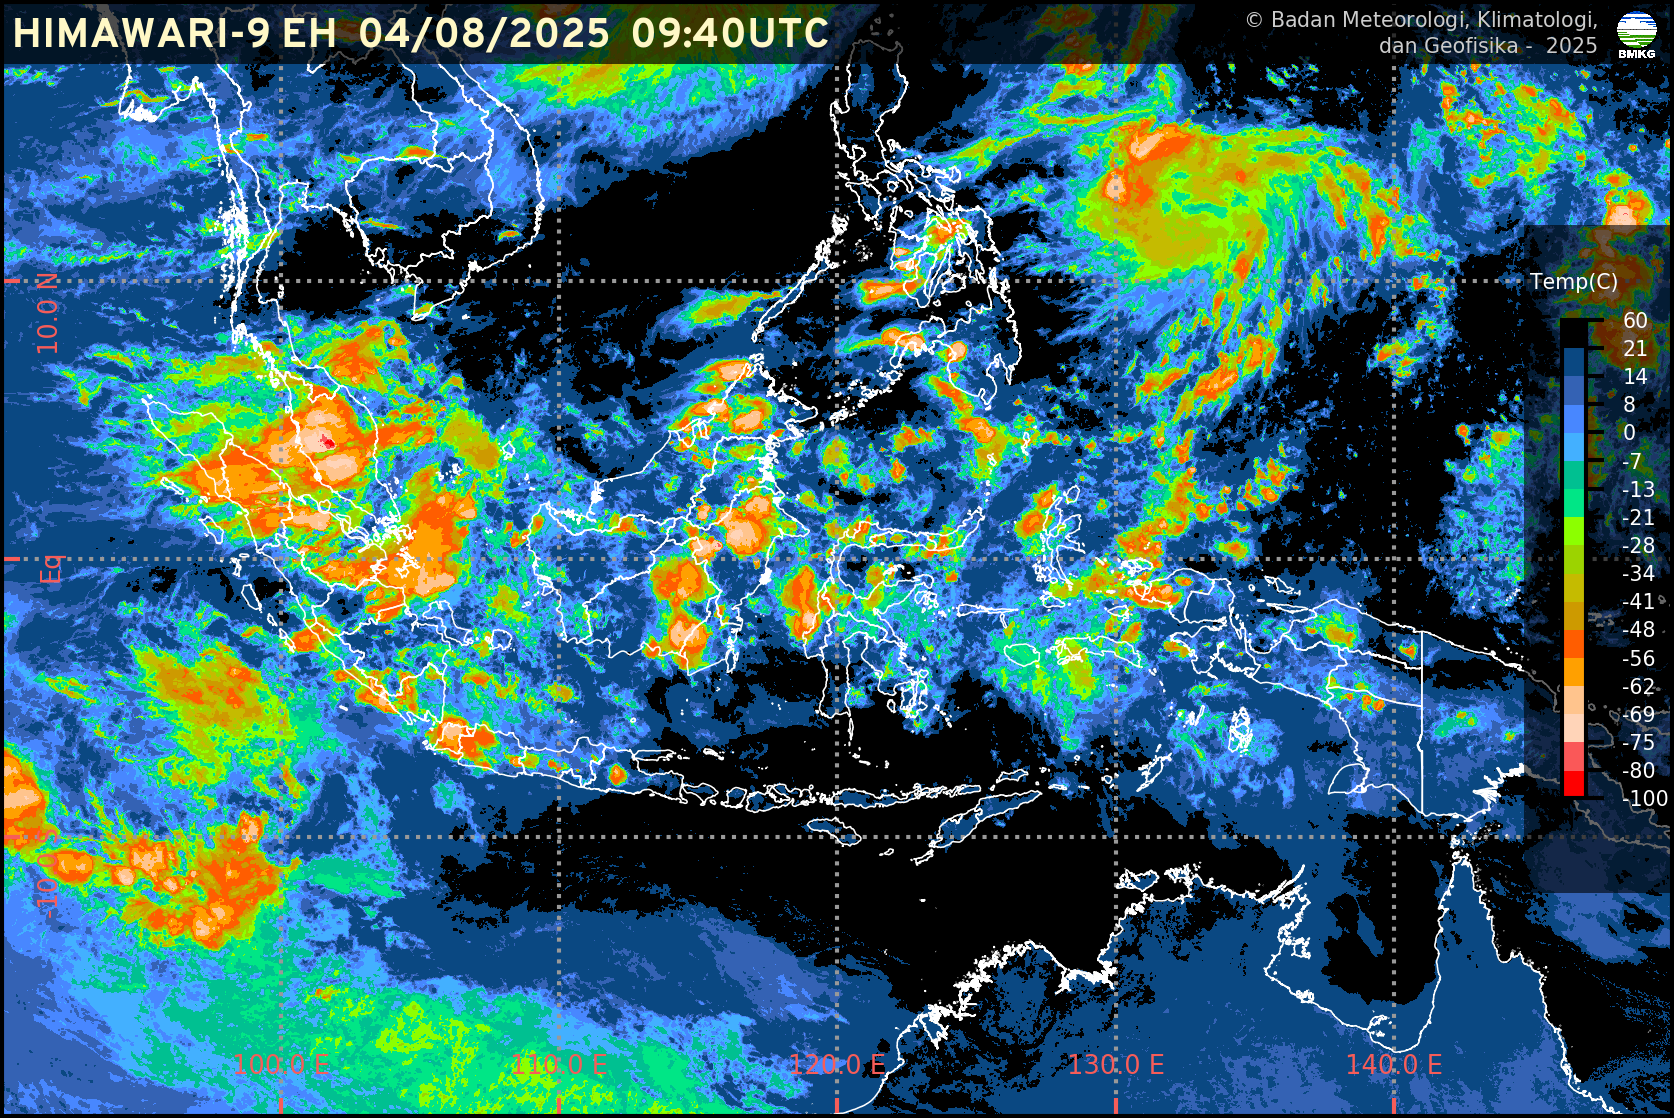 HIMAWARI-9 EH 04/08/2025 09:40UTC
© Badan Meteorologi, Klimatologi,
dan Geofisika - 2025
BMKG
10.0 N
Eq
-10.0 S
Temp(C)
60
21
14
8
0
-7
-13
-21
-28
-34
-41
-48
-56
-62
-69
-75
-80
-100
100.0 E
110.0 E
120.0 E
130.0 E
140.0 E